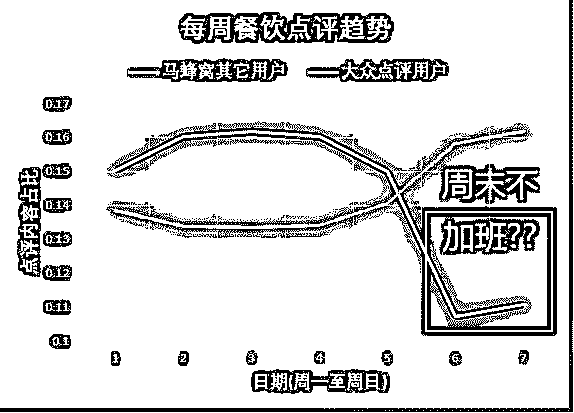 每周餐饮点评趋势
马蜂窝其它用户 大众点评用户
0.17
0.16
0.15
0.14
0.13
0.12
0.11
0.1
点评内容占比
周末不
加班??
1 2 3 4 5 6 7
日期(周一至周日)